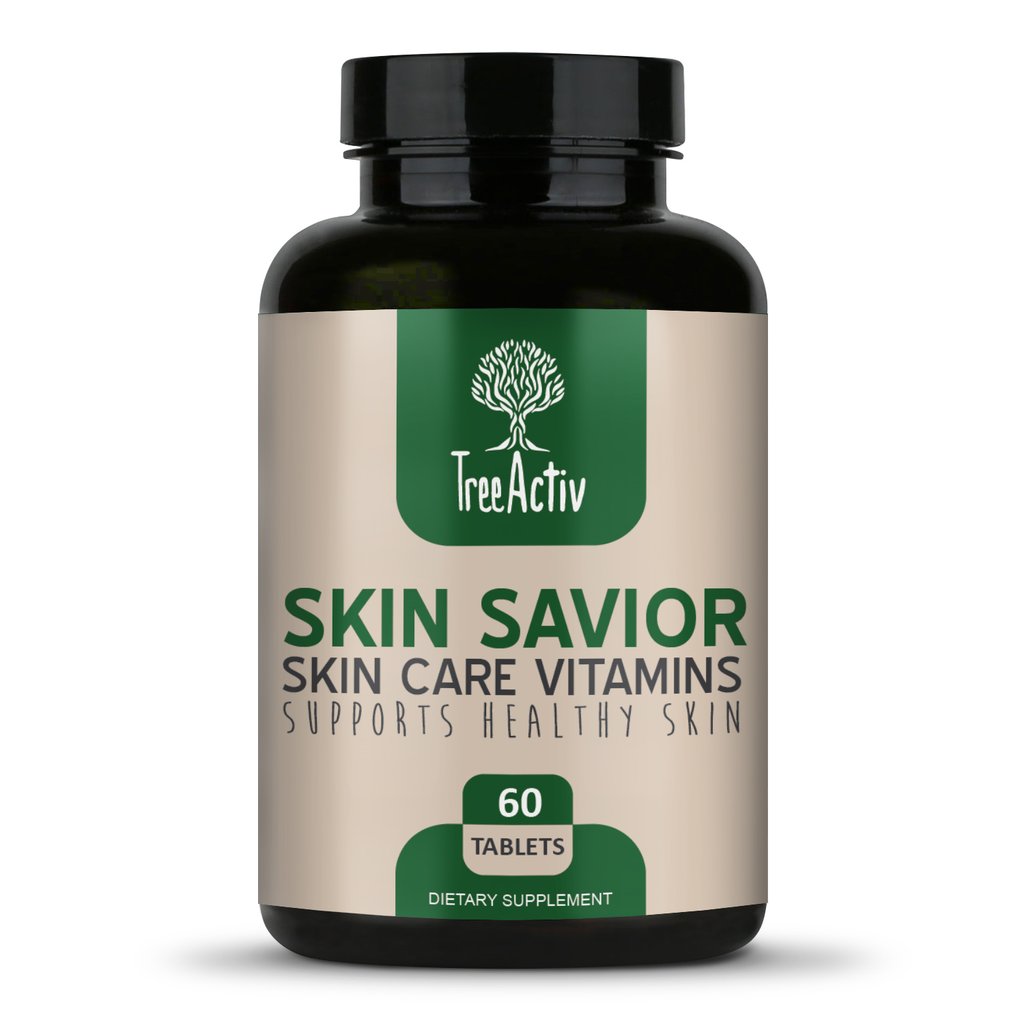 TreeActiv
SKIN SAVIOR
SKIN CARE VITAMINS
SUPPORTS HEALTHY SKIN
60
TABLETS
DIETARY SUPPLEMENT